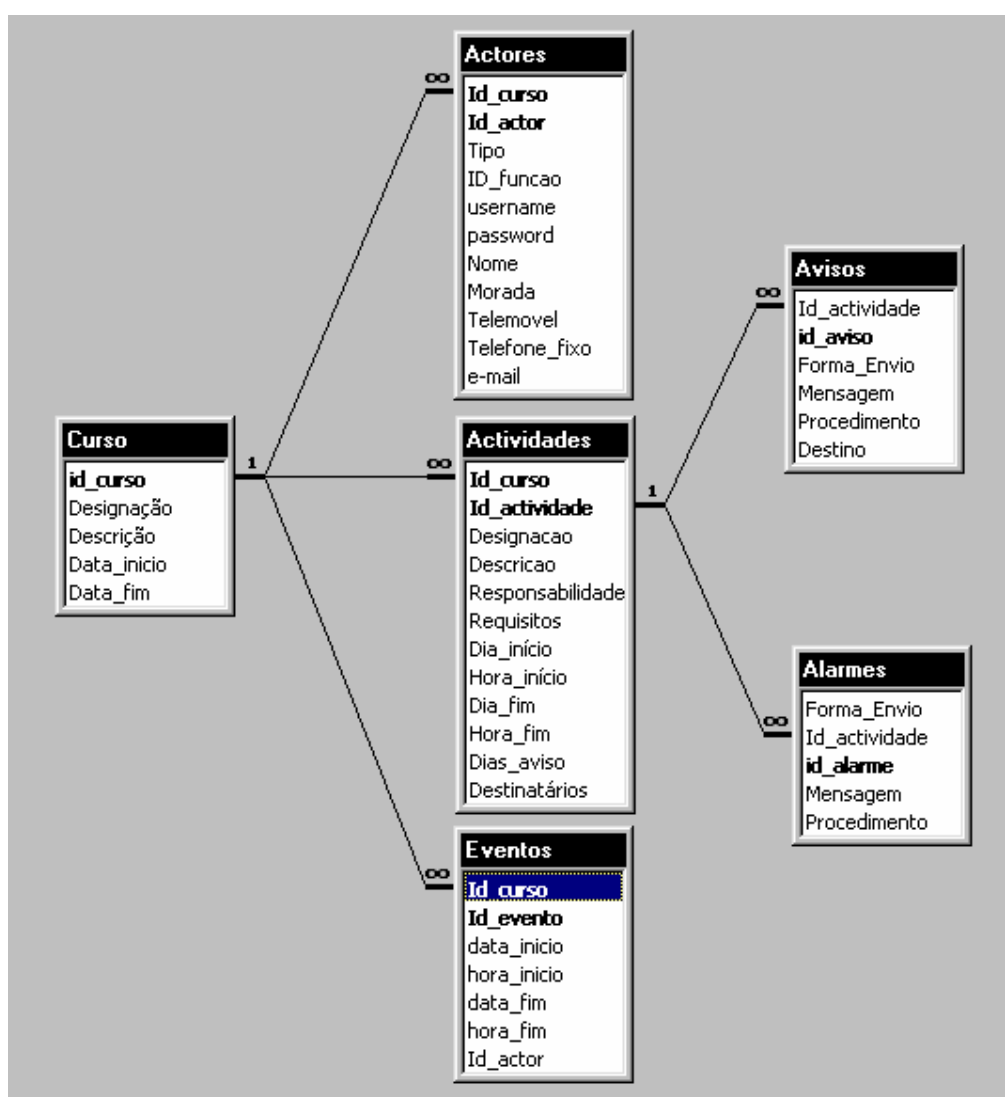 Actores
Id_curso
Id_actor
Tipo
ID_funcao
username
password
Nome
Morada
Telemovel
Telefone_fixo
e-mail
Curso
id_curso
Designação
Descrição
Data_inicio
Data_fim
Actividades
Id_curso
Id_actividade
Designacao
Descricao
Responsabilidade
Requisitos
Dia_início
Hora_início
Dia_fim
Hora_fim
Dias_aviso
Destinatários
Eventos
Id_curso
Id_evento
data_inicio
hora_inicio
data_fim
hora_fim
Id_actor
Avisos
Id_actividade
id_aviso
Forma_Envio
Mensagem
Procedimento
Destino
Alarmes
Forma_Envio
Id_actividade
id_alarme
Mensagem
Procedimento
1
∞
∞
∞
1
∞
∞